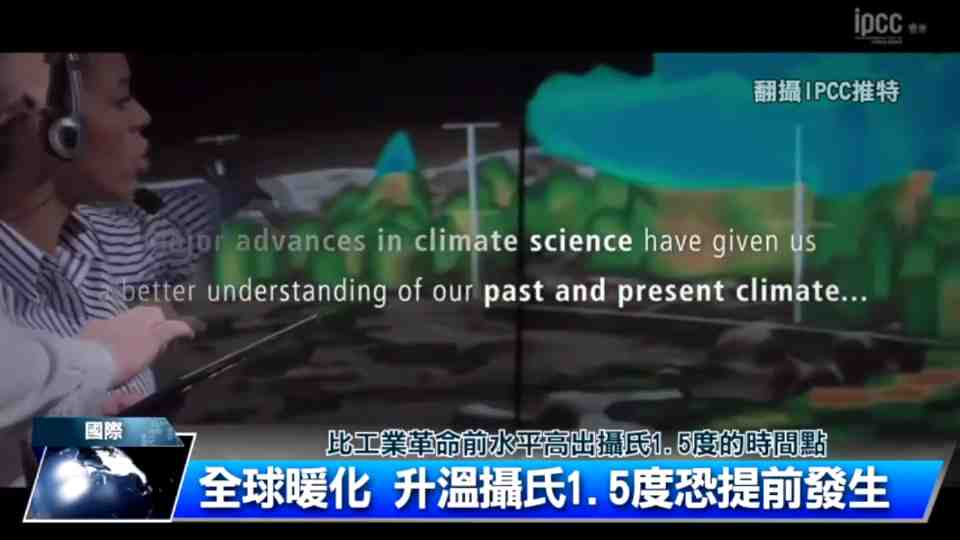 ipcc
翻攝IPCC推特
Major advances in climate science have given us
a better understanding of our past and present climate...
國際
比工業革命前水平高出攝氏1.5度的時間點
全球暖化 升溫攝氏1.5度恐提前發生